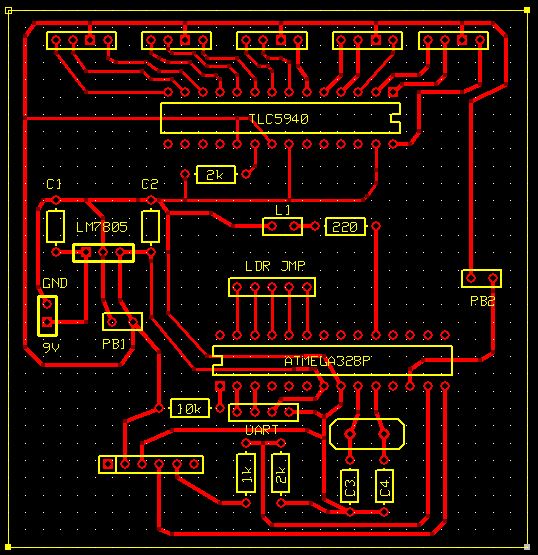 TLC5940
2k
C1
C2
LM7805
L1
220
LDR JMP
GND
9V
PB1
PB2
ATMEGA328P
10k
UART
1k
2k
C3
C4